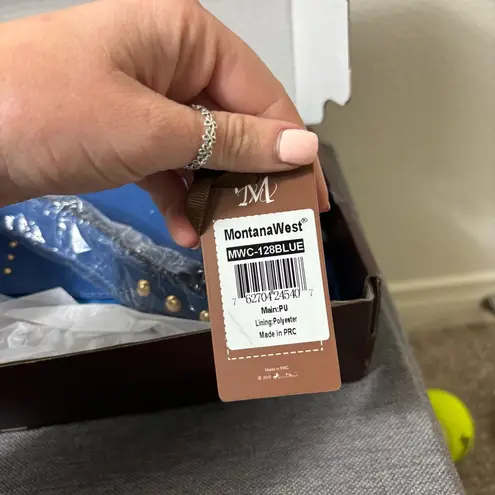 M
MontanaWest®
MWC-128BLUE
7 62704 24540 7
Main:PU
Lining:Polyester
Made in PRC
Made in PRC